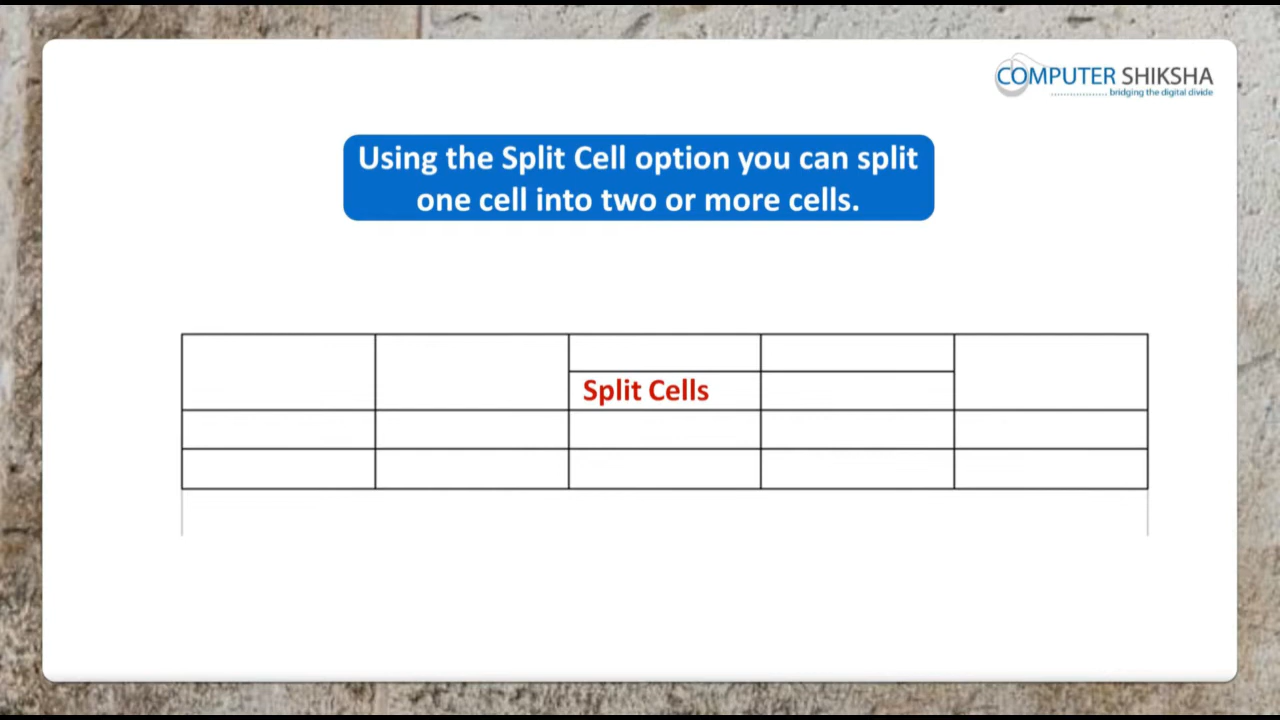 COMPUTER SHIKSHA
bridging the digital divide
Using the Split Cell option you can split
one cell into two or more cells.
Split Cells